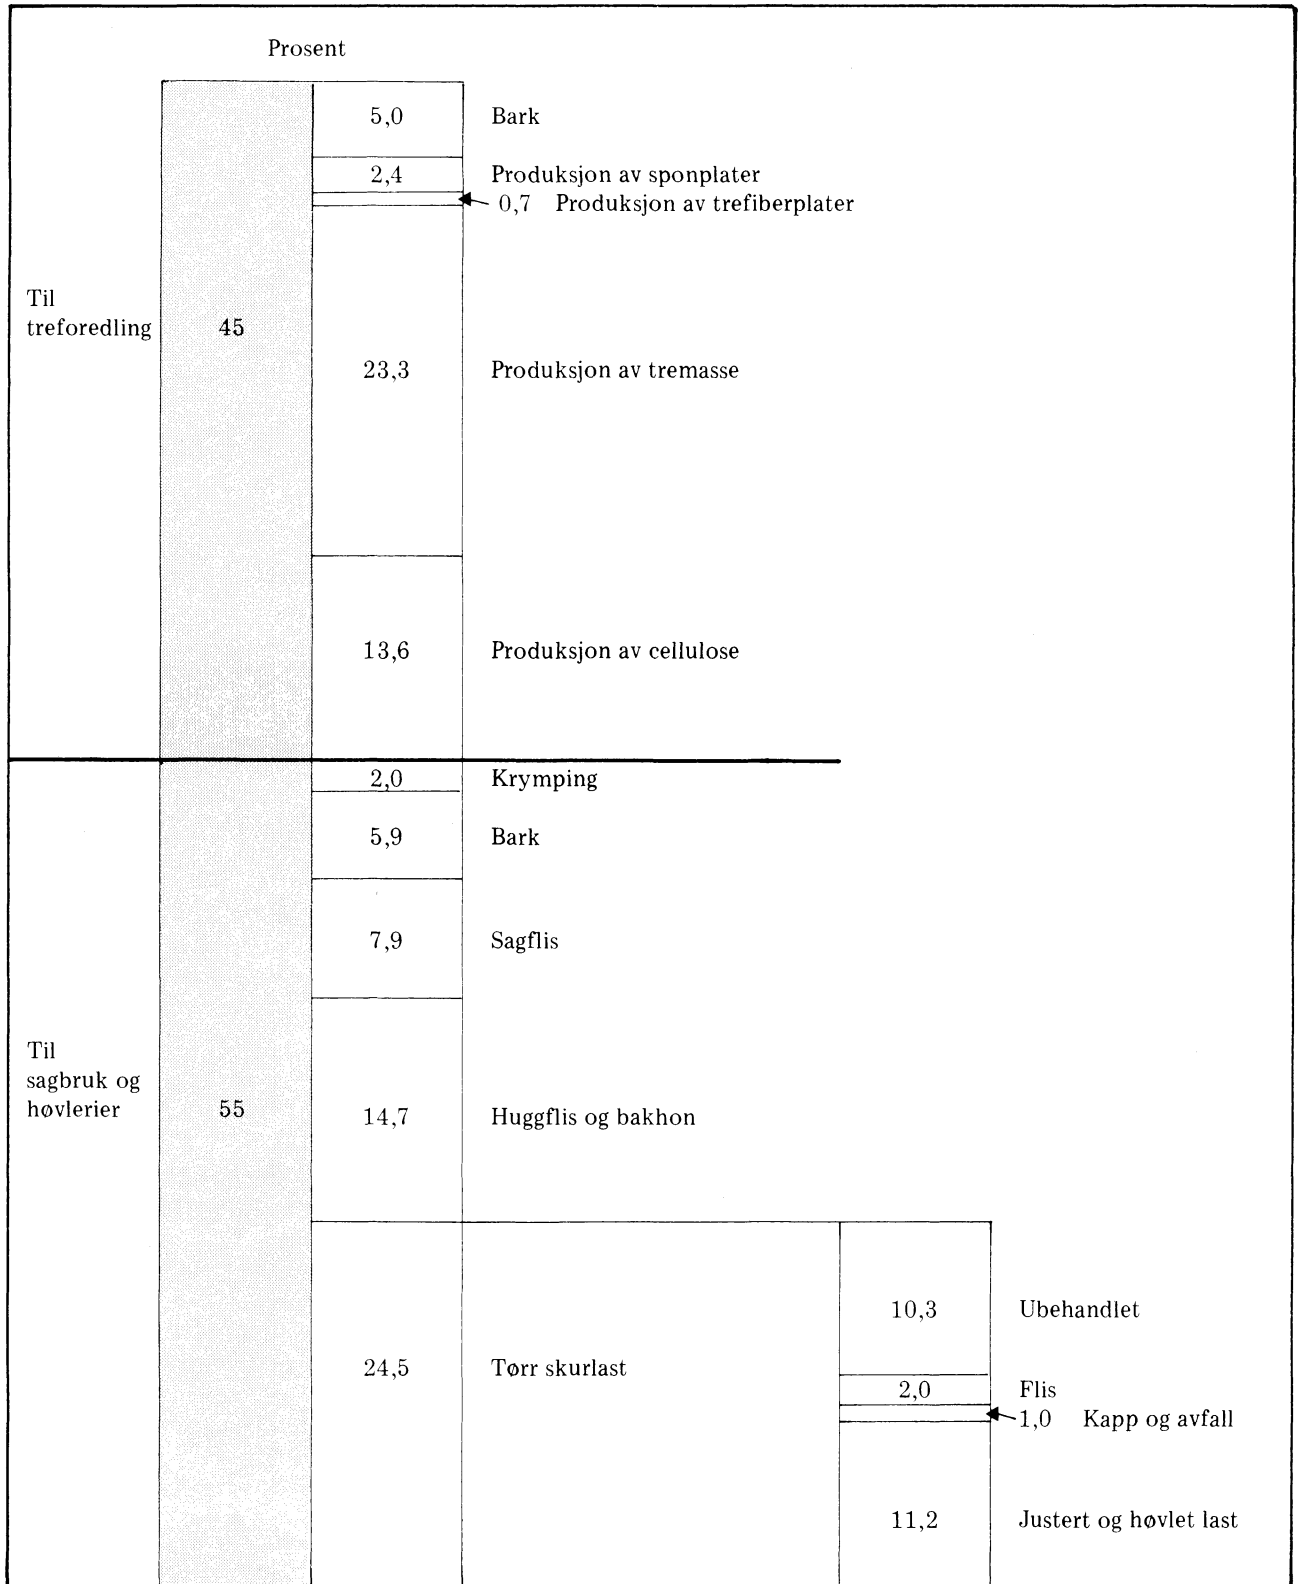 Prosent
5,0 Bark
2,4 Produksjon av sponplater
0,7 Produksjon av trefiberplater
Til
treforedling 45
23,3 Produksjon av tremasse
13,6 Produksjon av cellulose
2,0 Krymping
5,9 Bark
7,9 Sagflis
Til
sagbruk og
høvlerier 55
14,7 Huggflis og bakhon
10,3 Ubehandlet
24,5 Tørr skurlast
2,0 Flis
1,0 Kapp og avfall
11,2 Justert og høvlet last